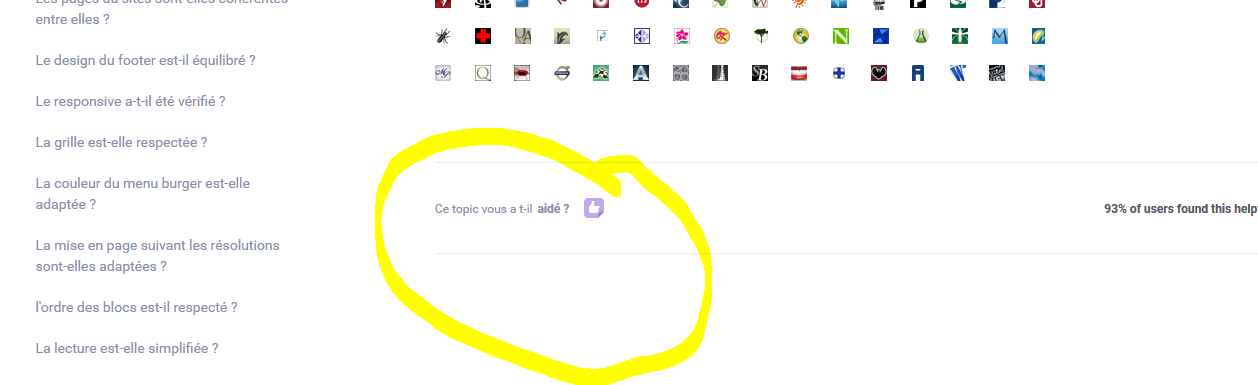 Les pages du sites sont-elles cohérentes
entre elles ?
Le design du footer est-il équilibré ?
Le responsive a-t-il été vérifié ?
La grille est-elle respectée ?
La couleur du menu burger est-elle
adaptée ?
La mise en page suivant les résolutions
sont-elles adaptées ?
l'ordre des blocs est-il respecté ?
La lecture est-elle simplifiée ?
Ce topic vous a t-il aidé ?
93% of users found this help